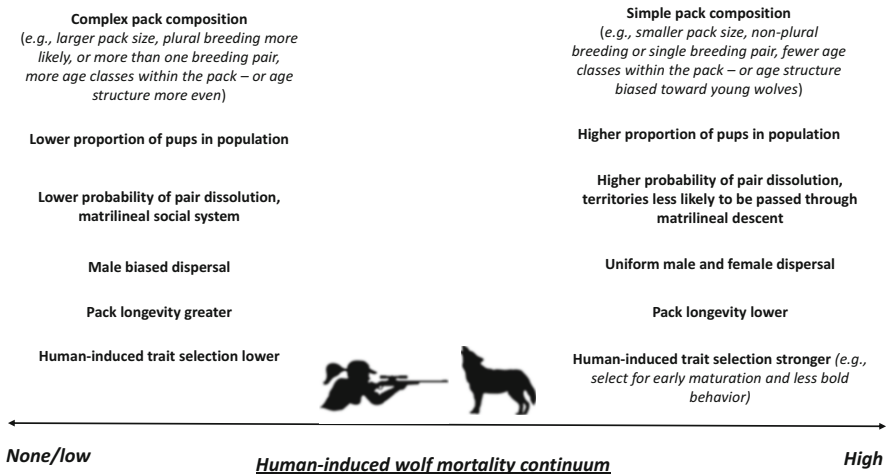 Complex pack composition
(e.g., larger pack size, plural breeding more
likely, or more than one breeding pair,
more age classes within the pack – or age
structure more even)
Lower proportion of pups in population
Lower probability of pair dissolution,
matrilineal social system
Male biased dispersal
Pack longevity greater
Human-induced trait selection lower
Simple pack composition
(e.g., smaller pack size, non-plural
breeding or single breeding pair, fewer age
classes within the pack – or age structure
biased toward young wolves)
Higher proportion of pups in population
Higher probability of pair dissolution,
territories less likely to be passed through
matrilineal descent
Uniform male and female dispersal
Pack longevity lower
Human-induced trait selection stronger (e.g.,
select for early maturation and less bold
behavior)
None/low
Human-induced wolf mortality continuum
High